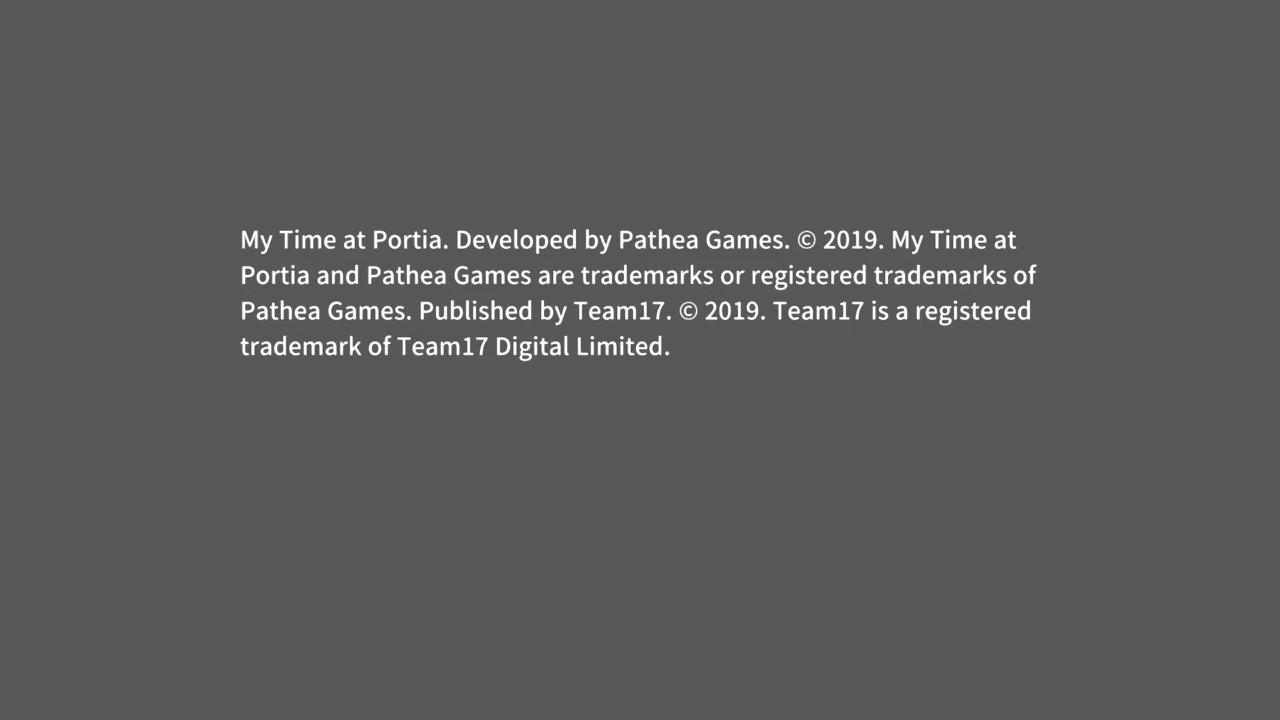 My Time at Portia. Developed by Pathea Games. © 2019. My Time at
Portia and Pathea Games are trademarks or registered trademarks of
Pathea Games. Published by Team17. © 2019. Team17 is a registered
trademark of Team17 Digital Limited.